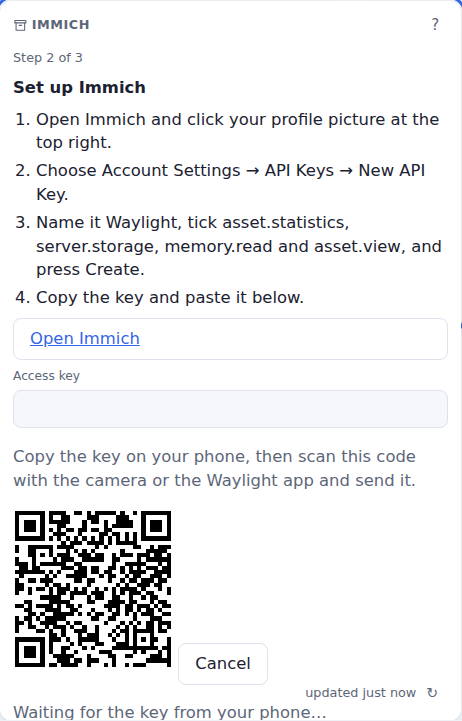 IMMICH
?
Step 2 of 3
Set up Immich
1. Open Immich and click your profile picture at the
top right.
2. Choose Account Settings → API Keys → New API
Key.
3. Name it Waylight, tick asset.statistics,
server.storage, memory.read and asset.view, and
press Create.
4. Copy the key and paste it below.
Open Immich
Access key
Copy the key on your phone, then scan this code
with the camera or the Waylight app and send it.
Cancel
updated just now ↻
Waiting for the key from your phone…